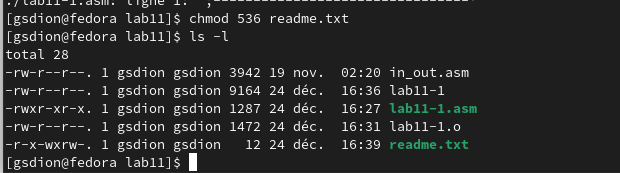 ./lab11-1.asm: ligne 1:
[gsdion@fedora lab11]$ chmod 536 readme.txt
[gsdion@fedora lab11]$ ls -l
total 28
-rw-r--r--. 1 gsdion gsdion 3942 19 nov.  02:20 in_out.asm
-rw-r--r--. 1 gsdion gsdion 9164 24 déc.  16:36 lab11-1
-rwxr-xr-x. 1 gsdion gsdion 1287 24 déc.  16:27 lab11-1.asm
-rw-r--r--. 1 gsdion gsdion 1472 24 déc.  16:31 lab11-1.o
-r-x-wxrw-. 1 gsdion gsdion   12 24 déc.  16:39 readme.txt
[gsdion@fedora lab11]$